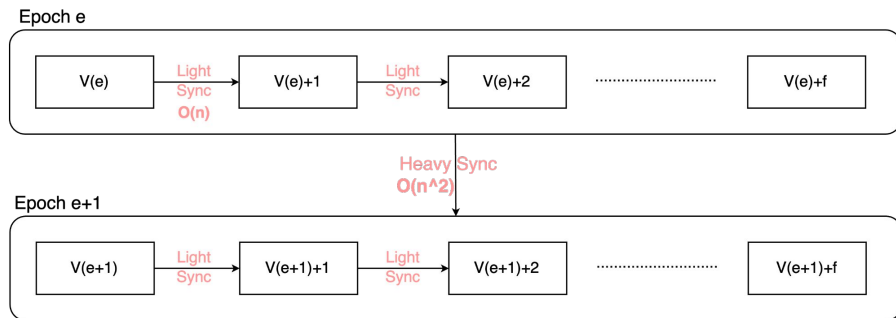 Epoch e
V(e)
Light
Sync
O(n)
V(e)+1
Light
Sync
V(e)+2
V(e)+f
Heavy Sync
O(n^2)
Epoch e+1
V(e+1)
Light
Sync
V(e+1)+1
Light
Sync
V(e+1)+2
V(e+1)+f